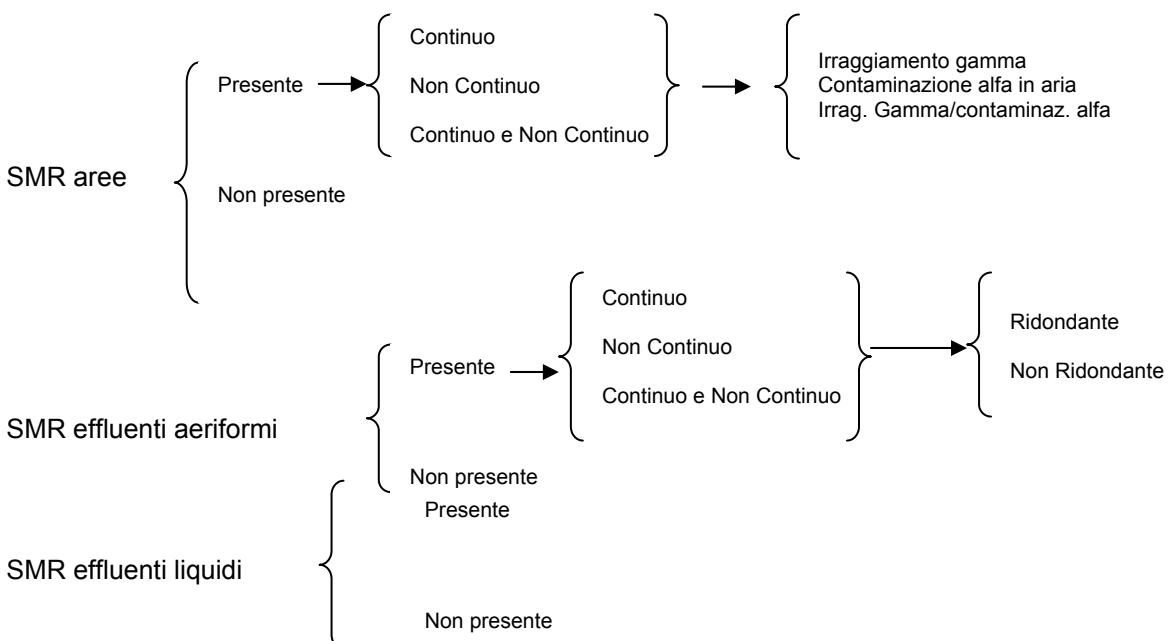 Continuo
Presente
Non Continuo
Continuo e Non Continuo
Irraggiamento gamma
Contaminazione alfa in aria
Irrag. Gamma/contaminaz. alfa
SMR aree
Non presente
Continuo
Presente
Non Continuo
Continuo e Non Continuo
Ridondante
Non Ridondante
SMR effluenti aeriformi
Non presente
Presente
SMR effluenti liquidi
Non presente